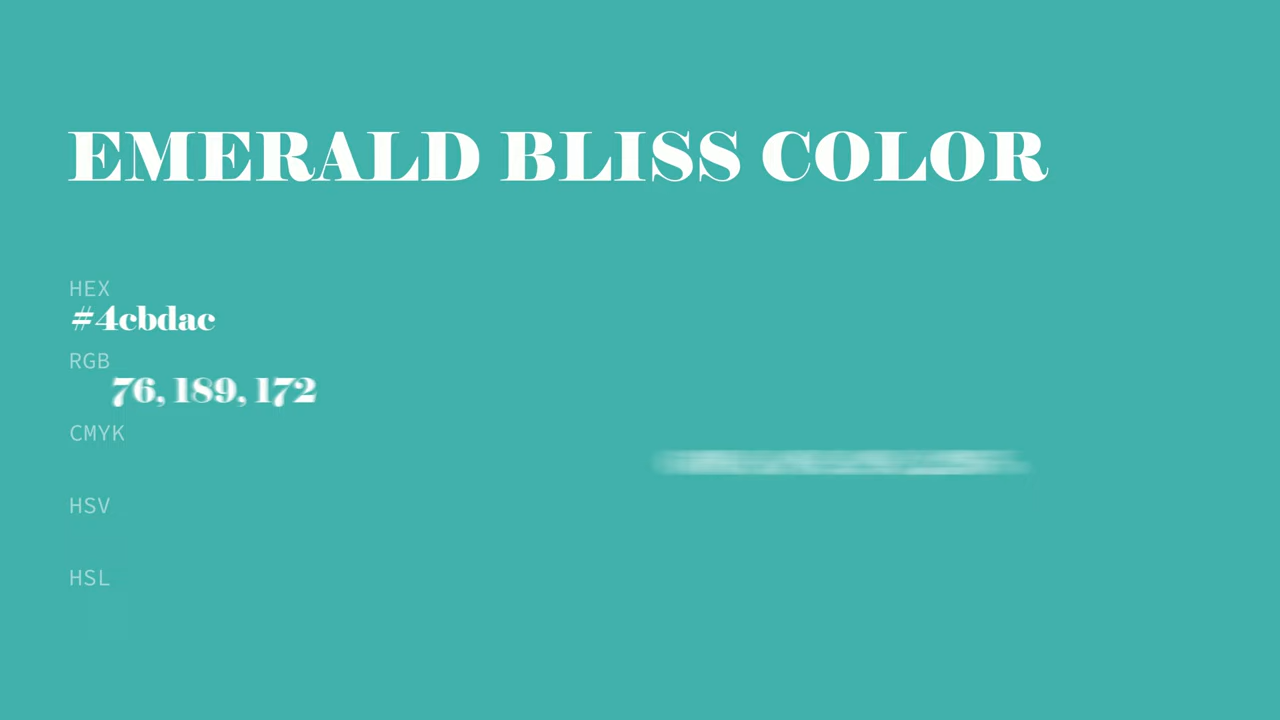 EMERALD BLISS COLOR
HEX
#4cbdac
RGB
76, 189, 172
CMYK
HSV
HSL